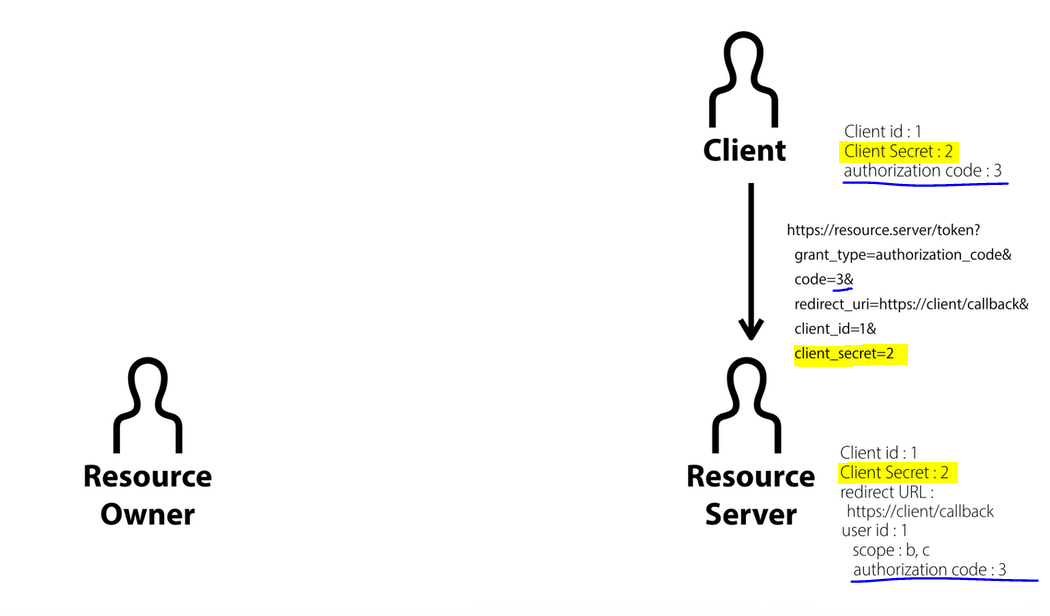 Client
Client id : 1
Client Secret : 2
authorization code : 3
https://resource.server/token?
grant_type=authorization_code&
code=3&
redirect_uri=https://client/callback&
client_id=1&
client_secret=2
Resource
Owner
Resource
Server
Client id : 1
Client Secret : 2
redirect URL :
https://client/callback
user id : 1
scope : b, c
authorization code : 3